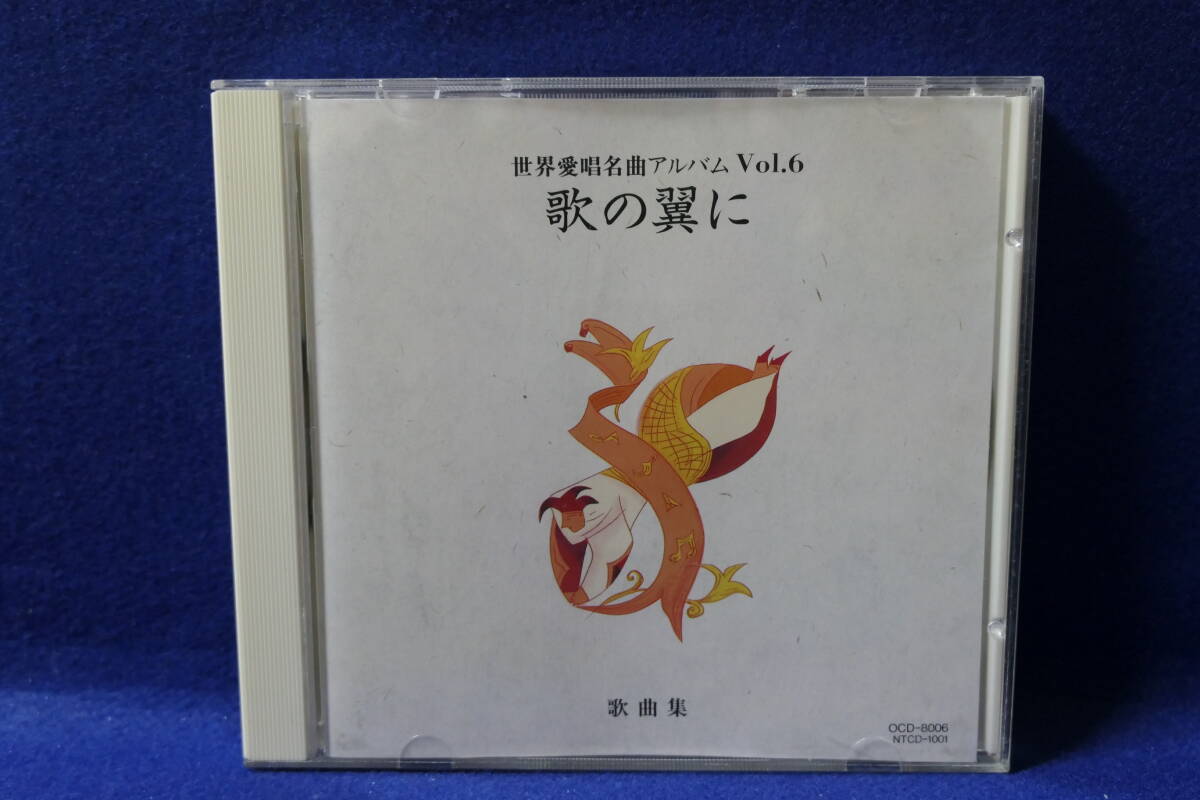 世界愛唱名曲アルバム Vol.6
歌の翼に
歌曲集
OCD-8006
NTCD-1001